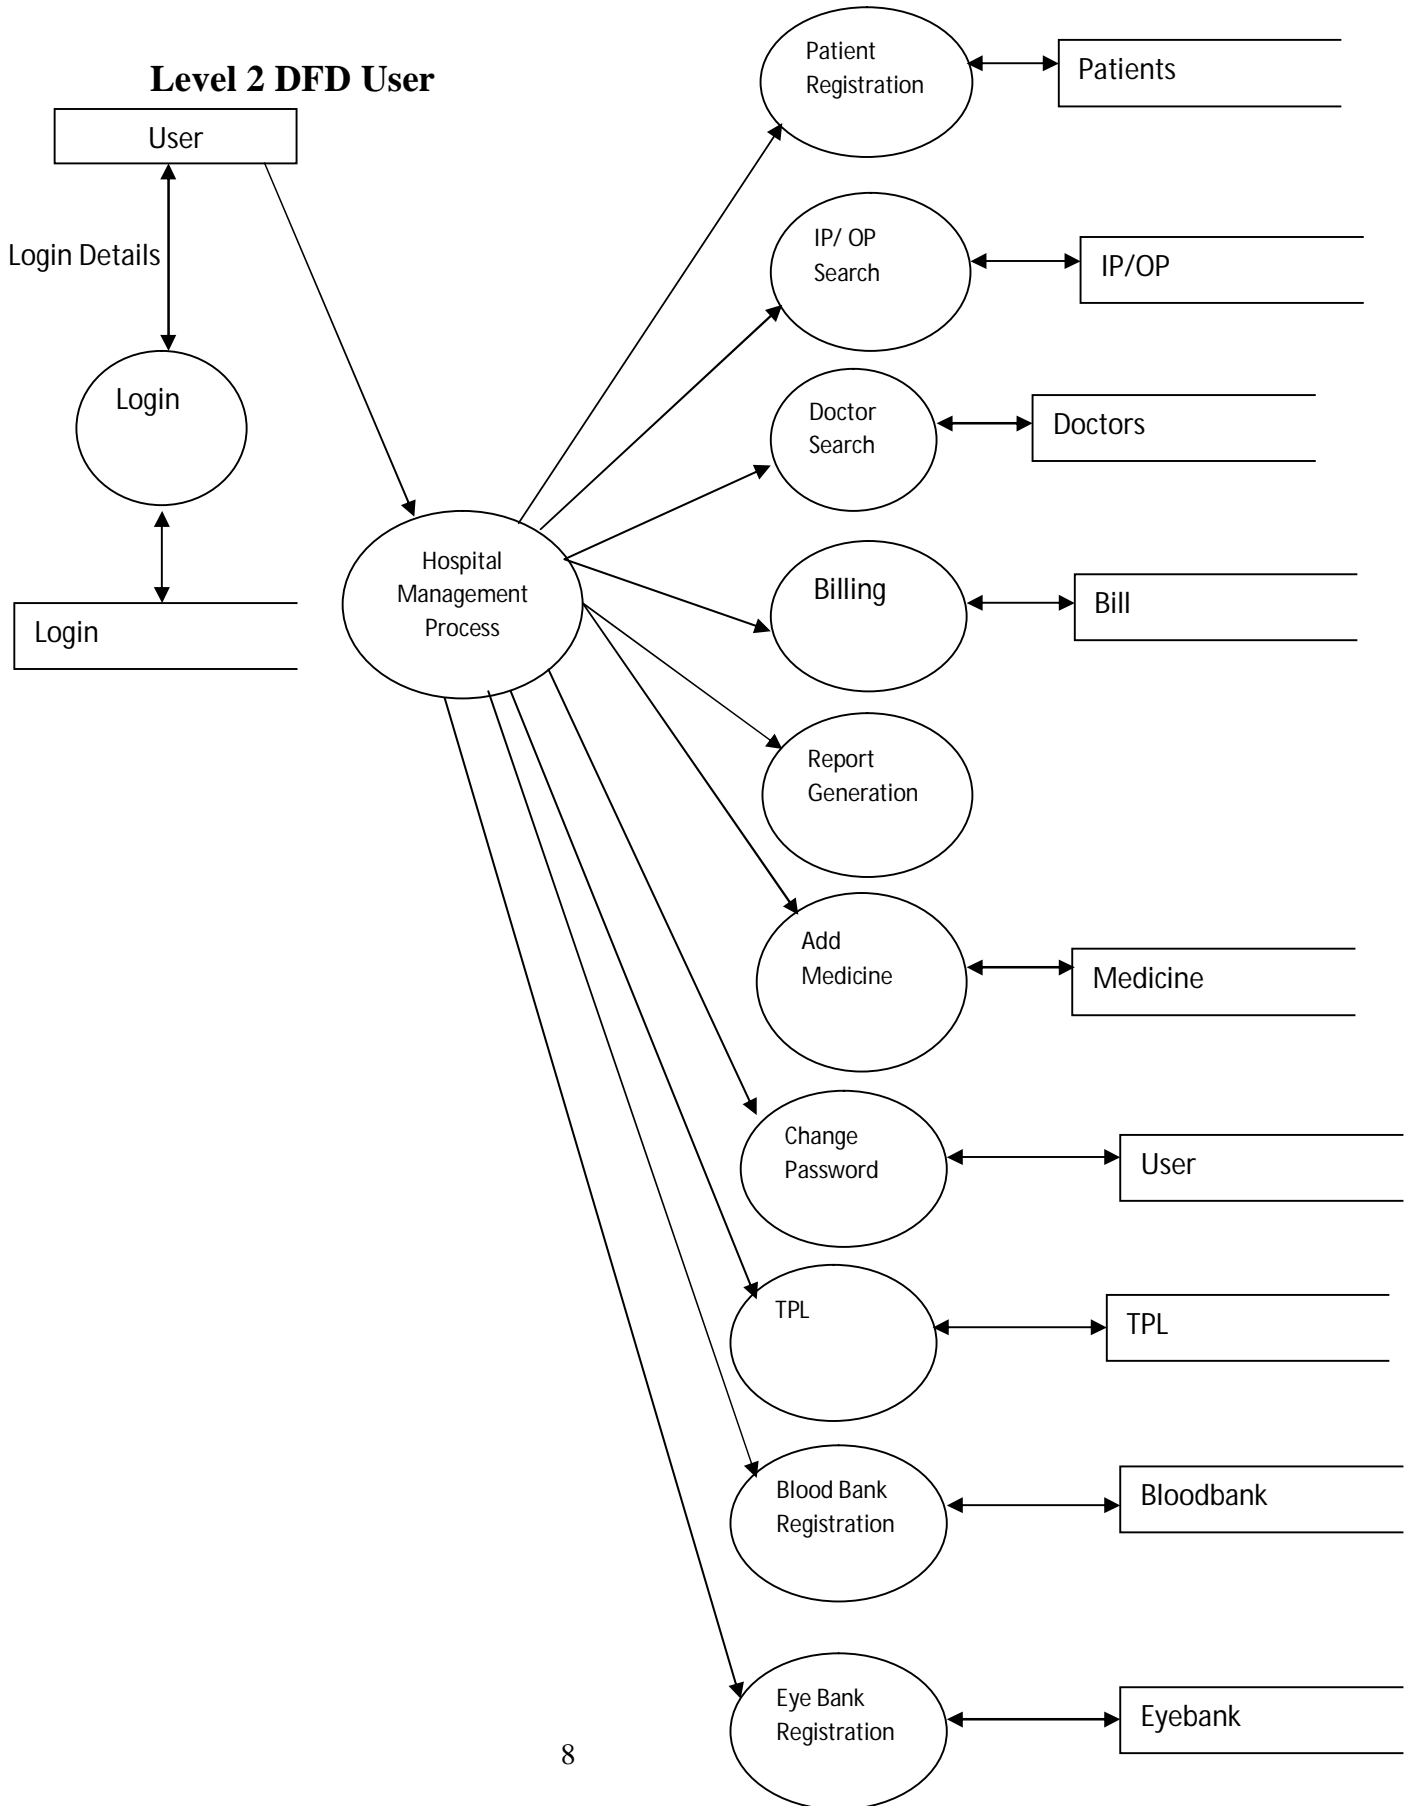 Level 2 DFD User
User
Login Details
Login
Login
Hospital
Management
Process
Patient
Registration
Patients
IP/ OP
Search
IP/OP
Doctor
Search
Doctors
Billing
Bill
Report
Generation
Add
Medicine
Medicine
Change
Password
User
TPL
TPL
Blood Bank
Registration
Bloodbank
Eye Bank
Registration
Eyebank
8